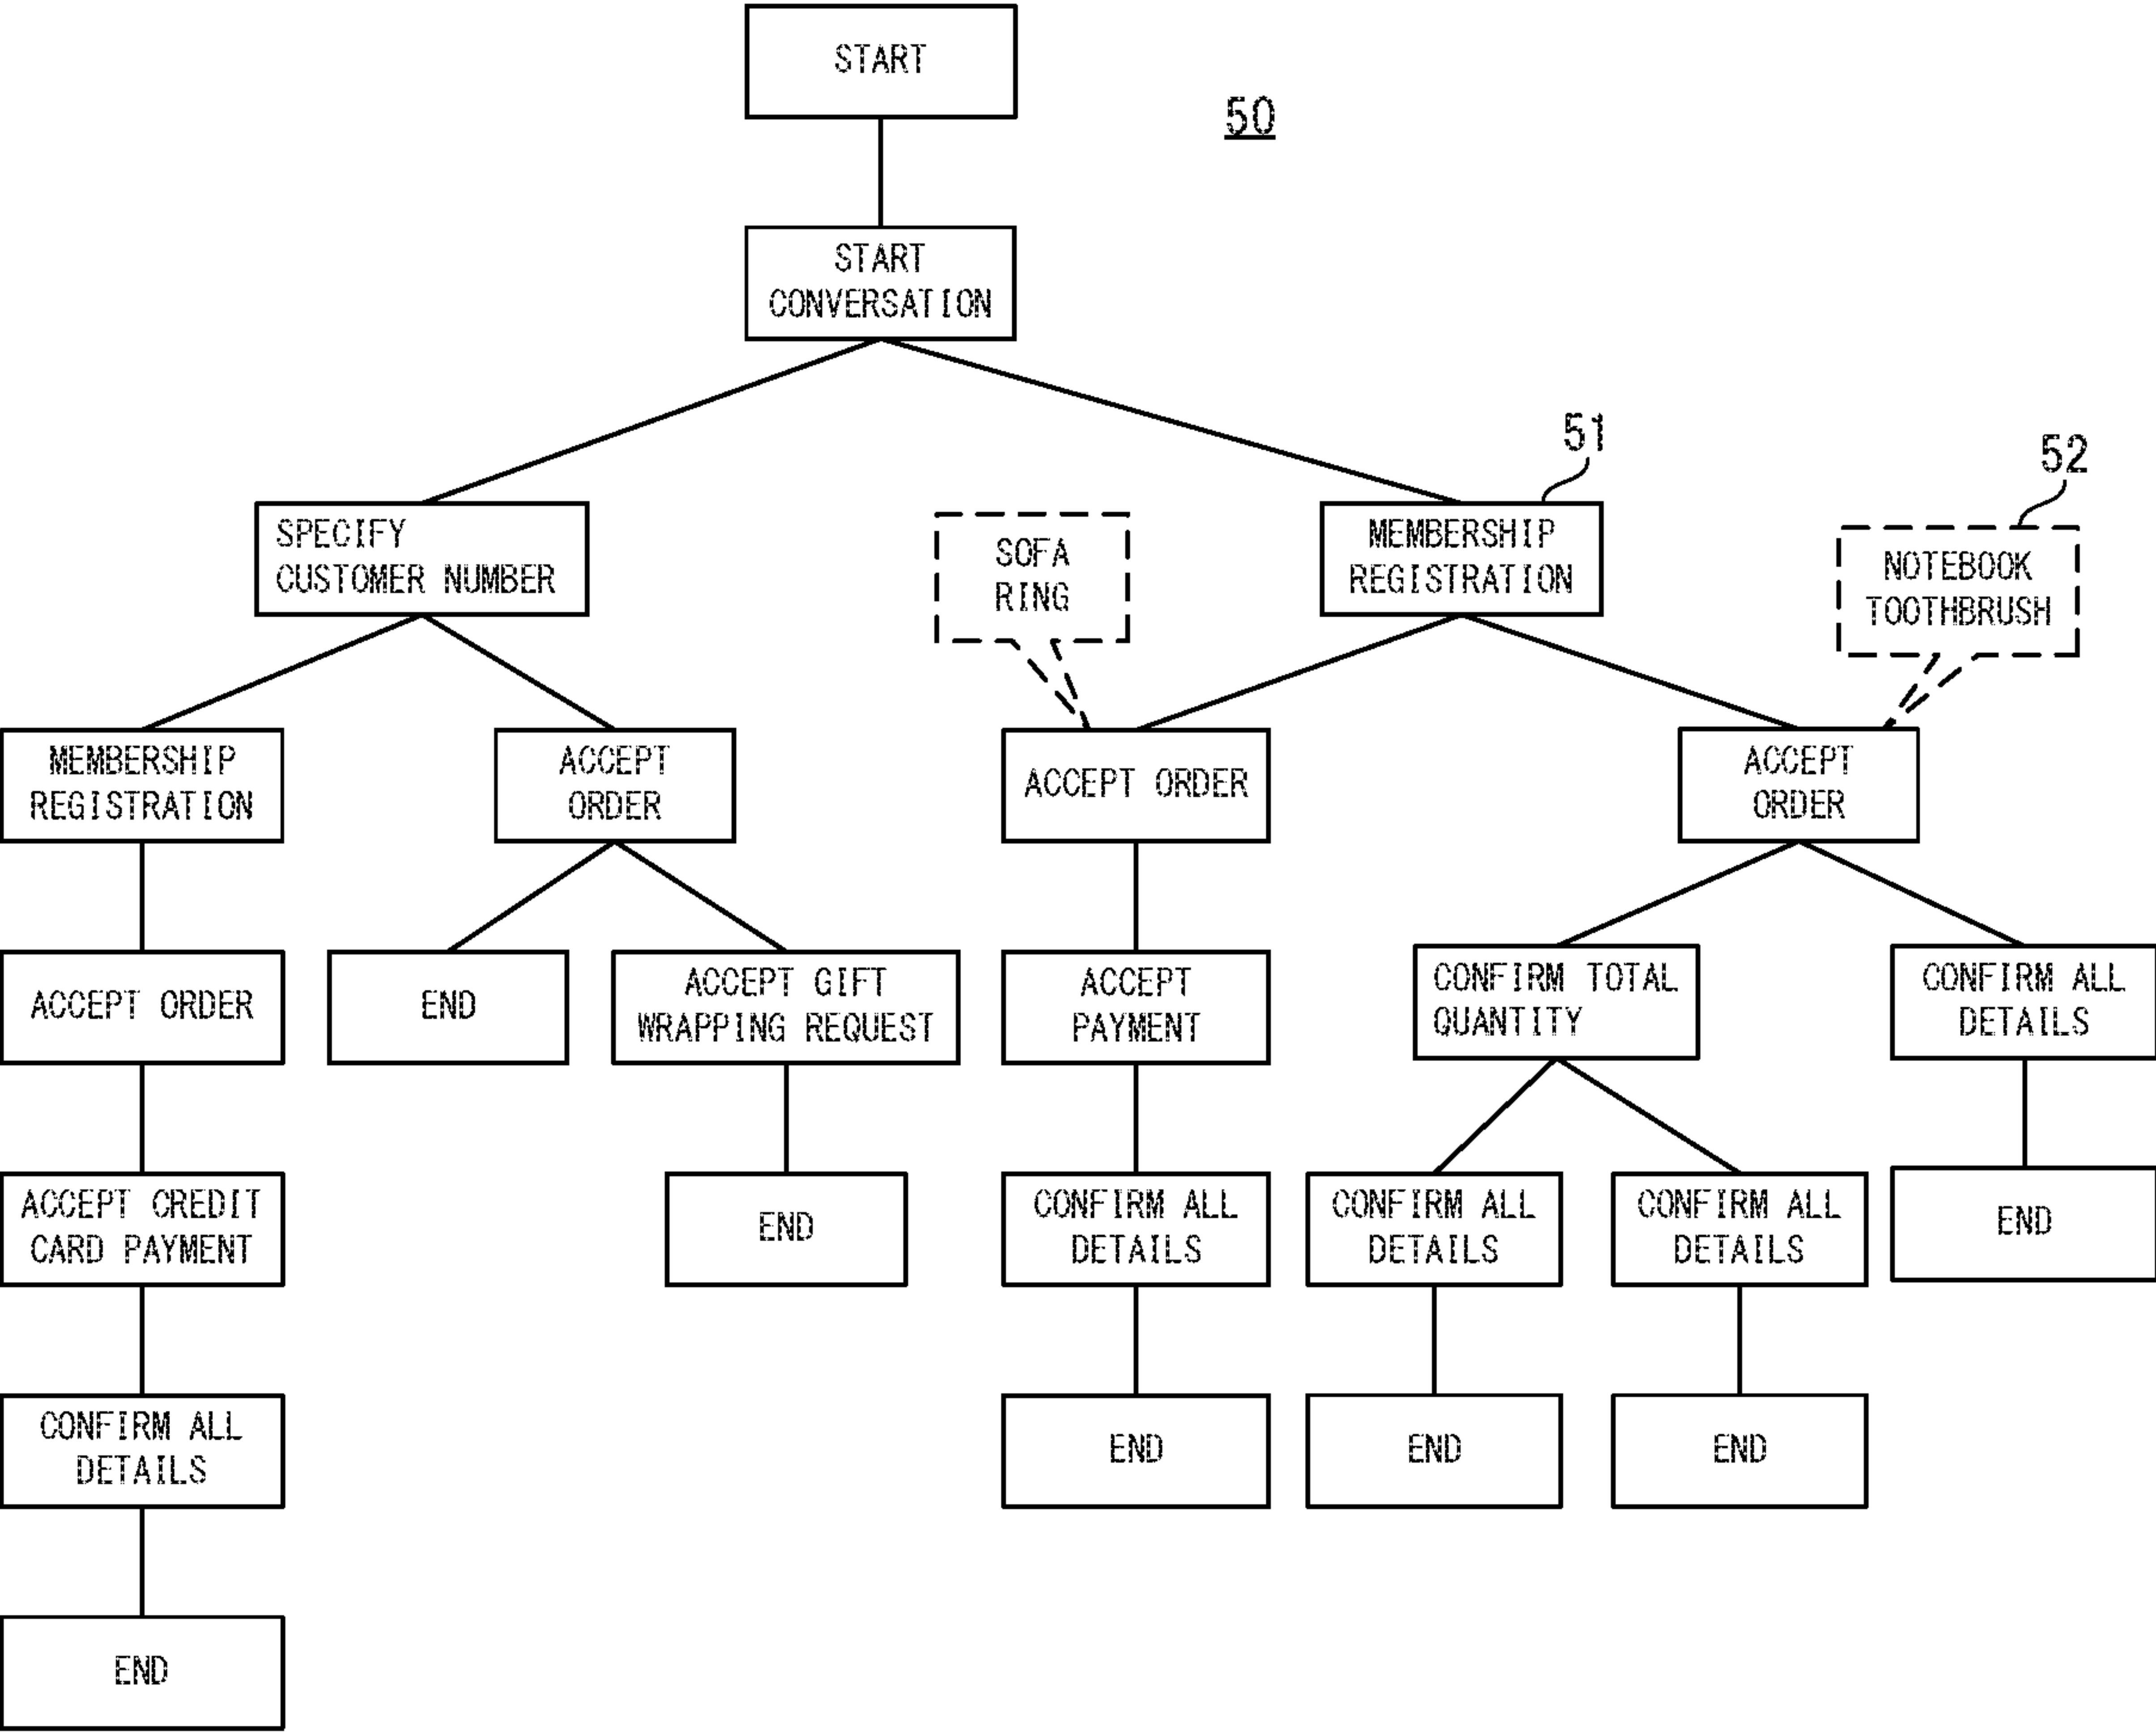 START
50
START
CONVERSATION
51
52
SPECIFY
CUSTOMER NUMBER
SOFA
RING
MEMBERSHIP
REGISTRATION
NOTEBOOK
TOOTHBRUSH
MEMBERSHIP
REGISTRATION
ACCEPT
ORDER
ACCEPT ORDER
ACCEPT
ORDER
ACCEPT ORDER
END
ACCEPT GIFT
WRAPPING REQUEST
ACCEPT
PAYMENT
CONFIRM TOTAL
QUANTITY
CONFIRM ALL
DETAILS
ACCEPT CREDIT
CARD PAYMENT
END
CONFIRM ALL
DETAILS
CONFIRM ALL
DETAILS
CONFIRM ALL
DETAILS
END
CONFIRM ALL
DETAILS
END
END
END
END